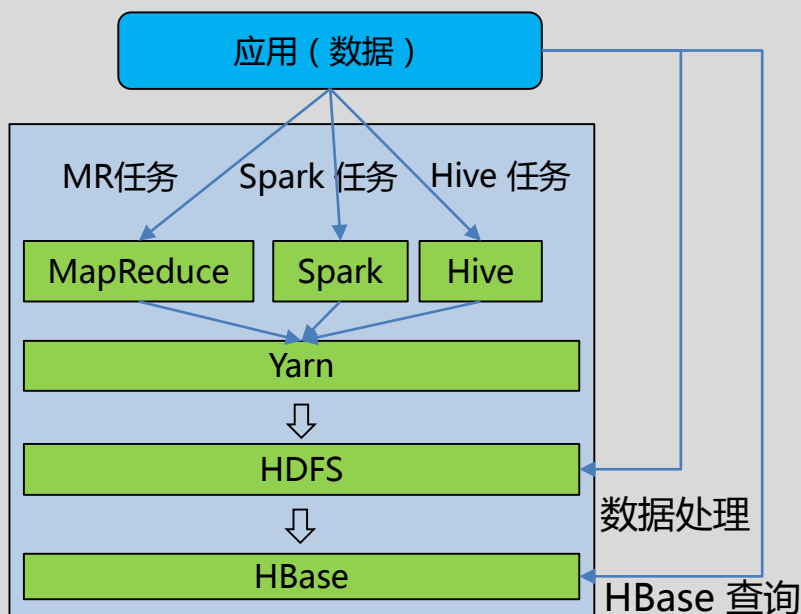 应用（数据）
MR任务
Spark 任务
Hive 任务
MapReduce
Spark
Hive
Yarn
HDFS
数据处理
HBase
HBase 查询